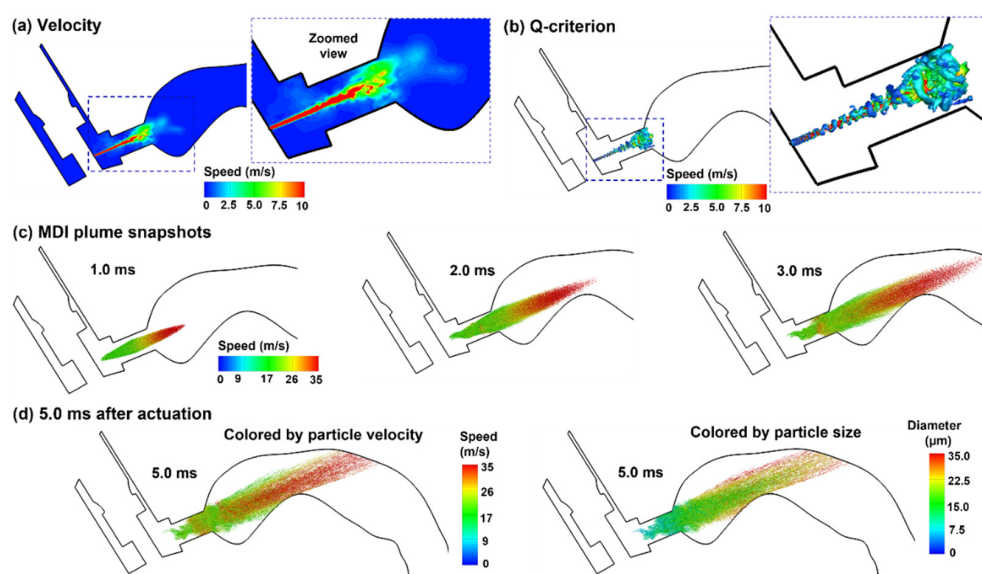 (a) Velocity
Zoomed
view
Speed (m/s)
0 2.5 5.0 7.5 10
(b) Q-criterion
Speed (m/s)
0 2.5 5.0 7.5 10
(c) MDI plume snapshots
1.0 ms
2.0 ms
3.0 ms
Speed (m/s)
0 9 17 26 35
(d) 5.0 ms after actuation
Colored by particle velocity
5.0 ms
Speed
(m/s)
35
26
17
9
0
Colored by particle size
5.0 ms
Diameter
(μm)
35.0
22.5
15.0
7.5
0